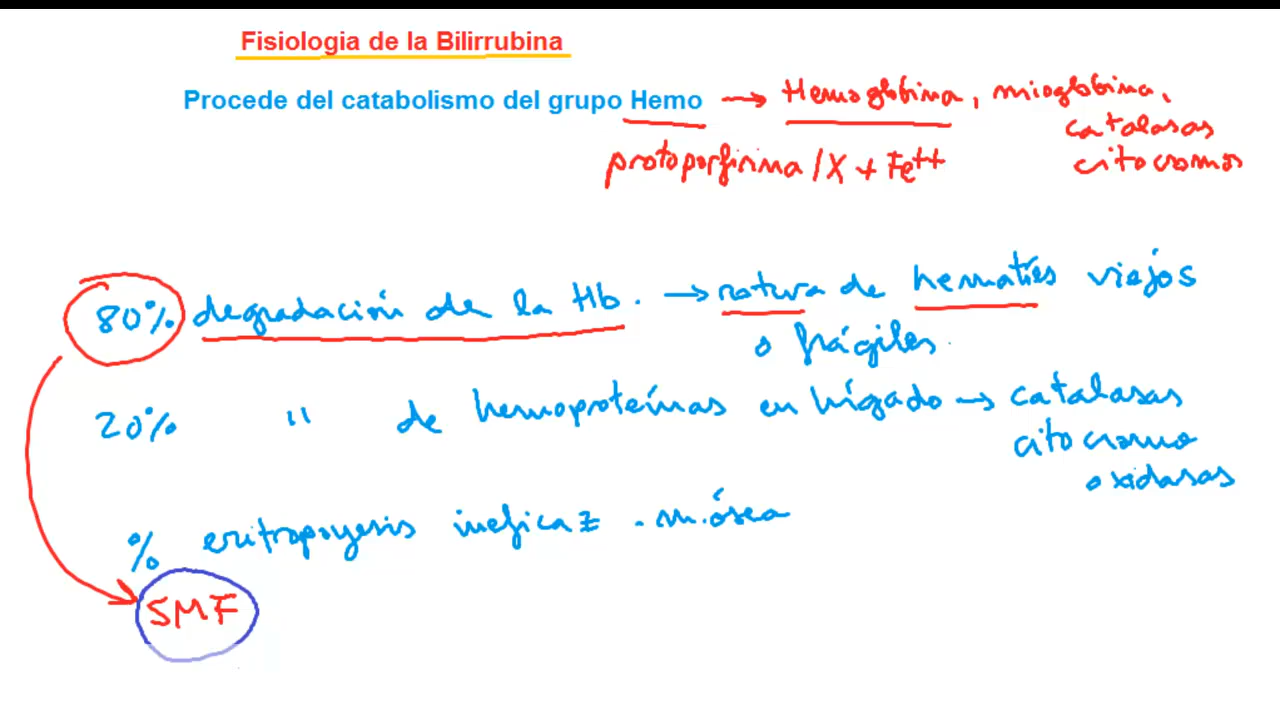 Fisiologia de la Bilirrubina
Procede del catabolismo del grupo Hemo → Hemoglobina, mioglobina,
catalasas
citocromos
protoporfirina IX + Fe++
80% degradación de la Hb. → rotura de hematíes viejos
o frágiles.
20% " de hemoproteínas en hígado → catalasas
citocromo
oxidasas
% eritropoyesis ineficaz . m. ósea
SMF